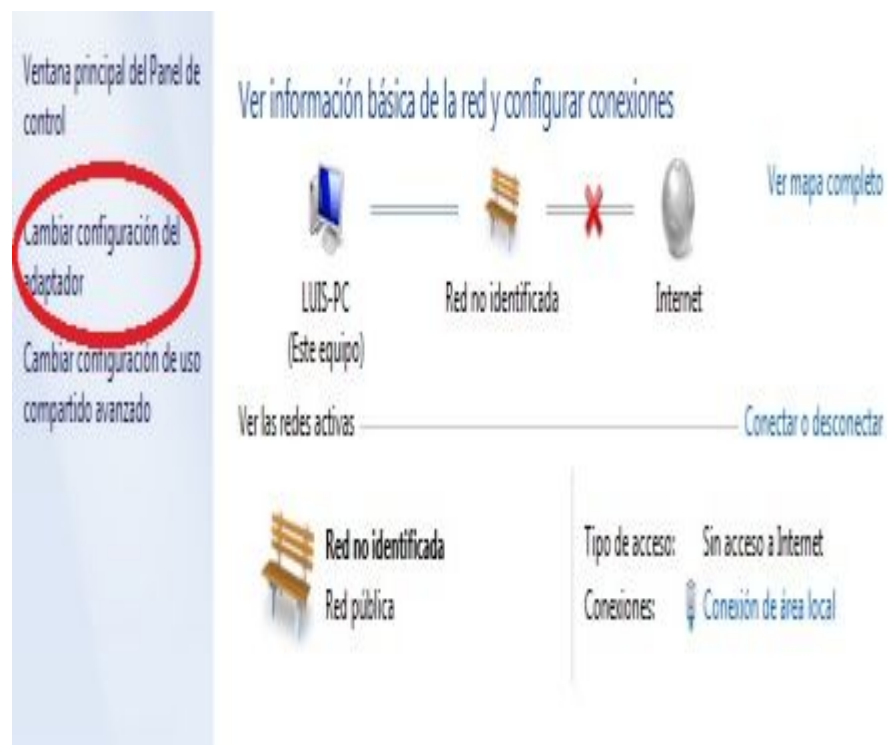 Ventana principal del Panel de
control
Cambiar configuración del
adaptador
Cambiar configuración de uso
compartido avanzado
Ver información básica de la red y configurar conexiones
Ver mapa completo
LUIS-PC
(Este equipo)
Red no identificada
Internet
Ver las redes activas
Conectar o desconectar
Red no identificada
Red pública
Tipo de acceso: Sin acceso a Internet
Conexiones: Conexión de área local